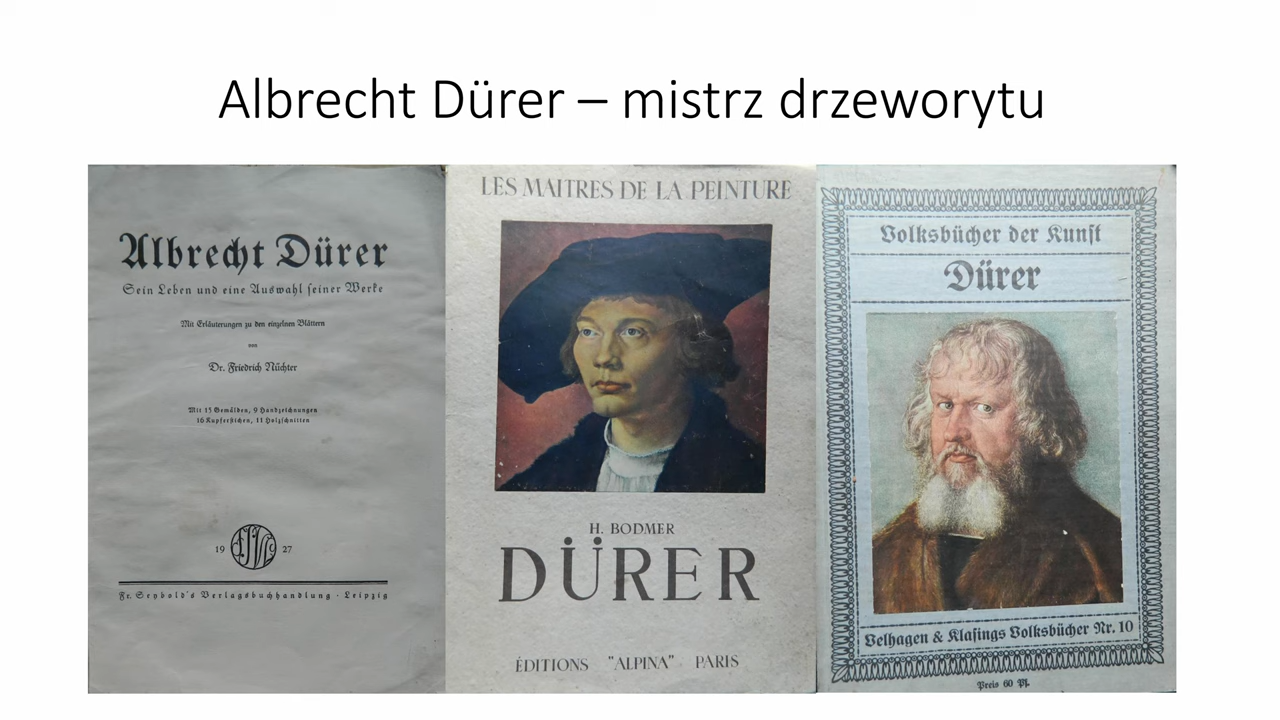 Albrecht Dürer – mistrz drzeworytu
Albrecht Dürer
Sein Leben und eine Auswahl seiner Werke
Mit Erläuterungen zu den einzelnen Blättern
von
Dr. Friedrich Nüchter
Mit 15 Gemälden, 9 Handzeichnungen
16 Kupferstichen, 11 Holzschnitten
19 27
Fr. Seybold's Verlagsbuchhandlung · Leipzig
LES MAITRES DE LA PEINTURE
H. BODMER
DÜRER
ÉDITIONS "ALPINA" PARIS
Volksbücher der Kunst
Dürer
Velhagen & Klasings Volksbücher Nr. 10
Preis 60 Pf.